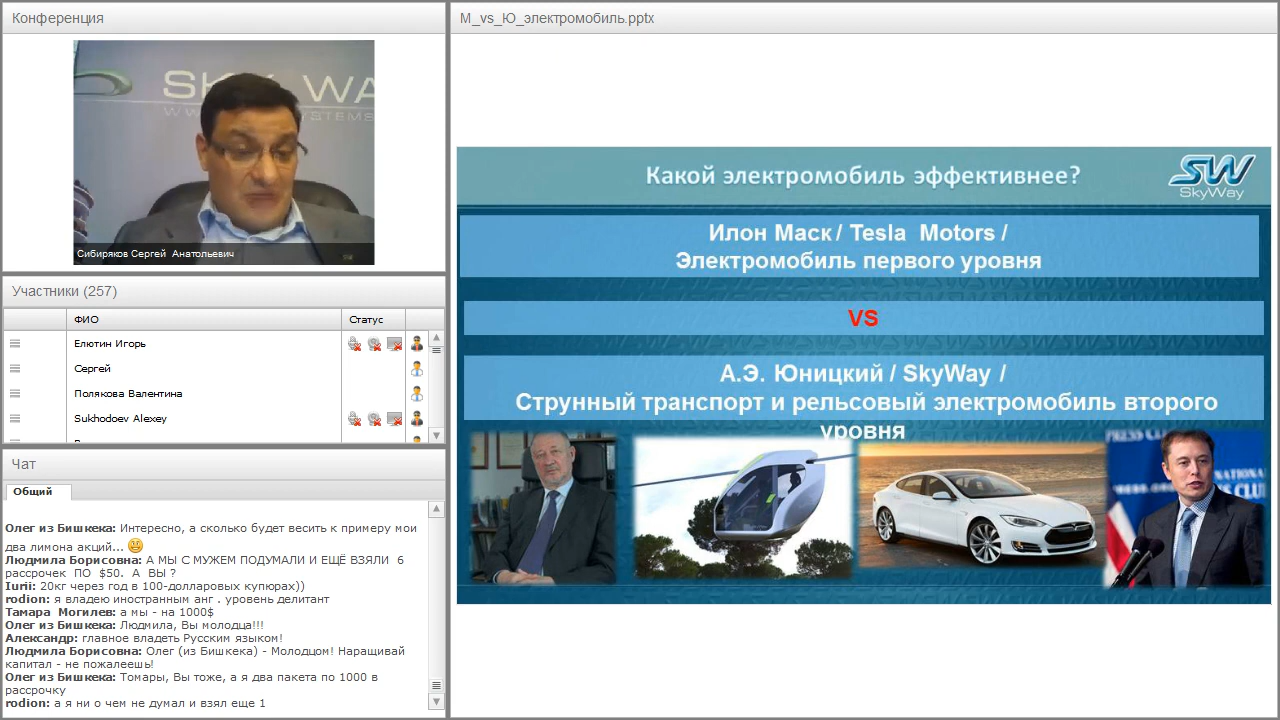 Конференция
SKY WA
Сибиряков Сергей Анатольевич
Участники (257)
ФИО
Статус
Елютин Игорь
Сергей
Полякова Валентина
Sukhodoev Alexey
Чат
Общий
Олег из Бишкека: Интересно, а сколько будет весить к примеру мои
два лимона акций...
Людмила Борисовна: А МЫ С МУЖЕМ ПОДУМАЛИ И ЕЩЁ ВЗЯЛИ 6
рассрочек ПО $50. А ВЫ ?
Iurii: 20кг через год в 100-долларовых купюрах))
rodion: я владею иностранным анг . уровень делитант
Тамара Могилев: а мы - на 1000$
Олег из Бишкека: Людмила, Вы молодца!!!
Александр: главное владеть Русским языком!
Людмила Борисовна: Олег (из Бишкека) - Молодцом! Наращивай
капитал - не пожалеешь!
Олег из Бишкека: Томары, Вы тоже, а я два пакета по 1000 в
рассрочку
rodion: а я ни о чем не думал и взял еще 1
М_vs_Ю_электромобиль.pptx
Какой электромобиль эффективнее?
SW
SkyWay
Илон Маск / Tesla Motors /
Электромобиль первого уровня
VS
А.Э. Юницкий / SkyWay /
Струнный транспорт и рельсовый электромобиль второго
уровня